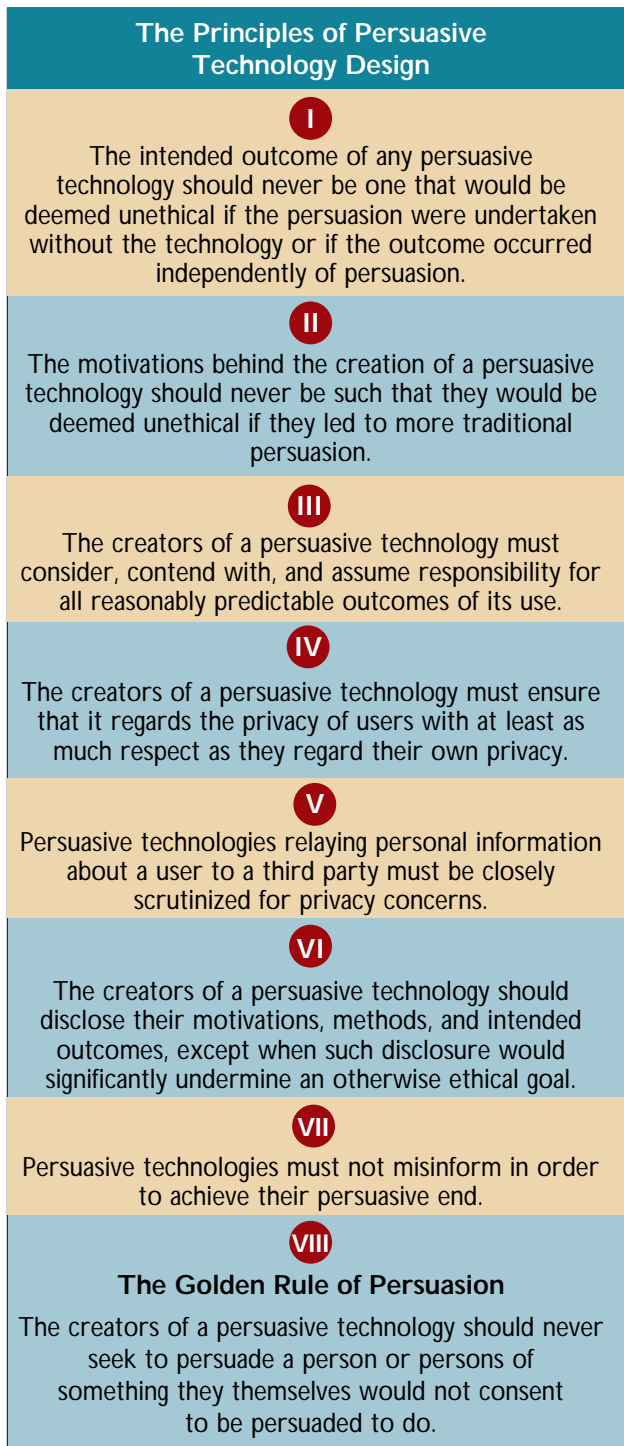 The Principles of Persuasive
Technology Design
I
The intended outcome of any persuasive
technology should never be one that would be
deemed unethical if the persuasion were undertaken
without the technology or if the outcome occurred
independently of persuasion.
II
The motivations behind the creation of a persuasive
technology should never be such that they would be
deemed unethical if they led to more traditional
persuasion.
III
The creators of a persuasive technology must
consider, contend with, and assume responsibility for
all reasonably predictable outcomes of its use.
IV
The creators of a persuasive technology must ensure
that it regards the privacy of users with at least as
much respect as they regard their own privacy.
V
Persuasive technologies relaying personal information
about a user to a third party must be closely
scrutinized for privacy concerns.
VI
The creators of a persuasive technology should
disclose their motivations, methods, and intended
outcomes, except when such disclosure would
significantly undermine an otherwise ethical goal.
VII
Persuasive technologies must not misinform in order
to achieve their persuasive end.
VIII
The Golden Rule of Persuasion
The creators of a persuasive technology should never
seek to persuade a person or persons of
something they themselves would not consent
to be persuaded to do.